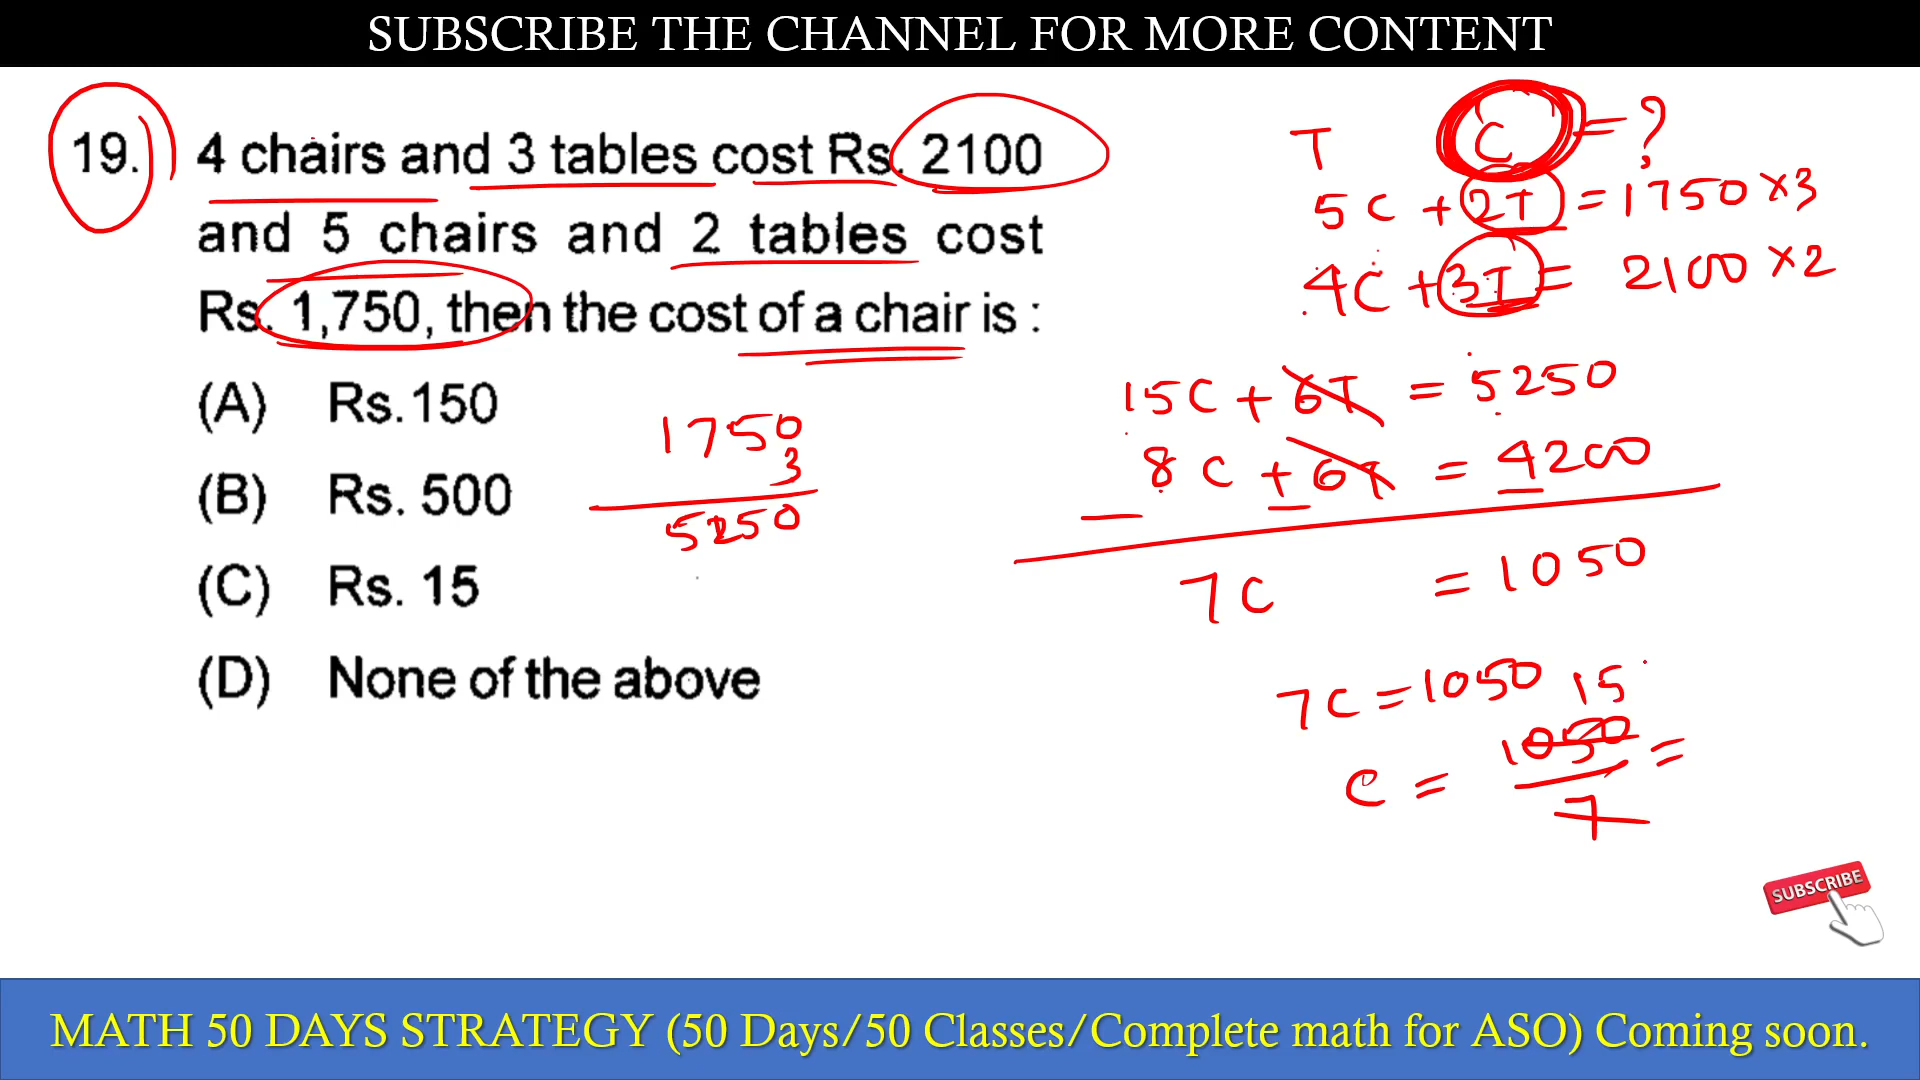 SUBSCRIBE THE CHANNEL FOR MORE CONTENT
19. 4 chairs and 3 tables cost Rs. 2100
and 5 chairs and 2 tables cost
Rs. 1,750, then the cost of a chair is :
(A) Rs. 150
(B) Rs. 500
(C) Rs. 15
(D) None of the above
1750
3
5250
T C = ?
5C + 2T = 1750 × 3
4C + 3T = 2100 × 2
15C + 6T = 5250
8C + 6T = 4200
7C = 1050
7C = 1050
15
C = 1050/7 =
SUBSCRIBE
MATH 50 DAYS STRATEGY (50 Days/50 Classes/Complete math for ASO) Coming soon.